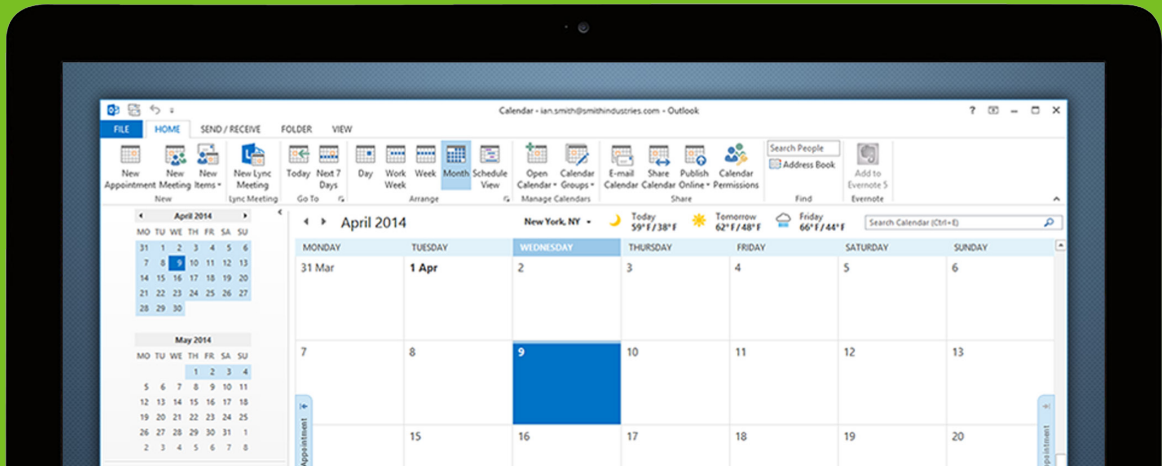 Calendar - ian.smith@smithindustries.com - Outlook
FILE HOME SEND / RECEIVE FOLDER VIEW
New Appointment
New Meeting
New Items
New
New Lync Meeting
Lync Meeting
Today
Next 7 Days
Go To
Day
Work Week
Week
Month
Schedule View
Arrange
Open Calendar
Calendar Groups
Manage Calendars
E-mail Calendar
Share Calendar
Publish Online
Calendar Permissions
Share
Search People
Address Book
Find
Add to Evernote 5
Evernote
April 2014
MO TU WE TH FR SA SU
31 1 2 3 4 5 6
7 8 9 10 11 12 13
14 15 16 17 18 19 20
21 22 23 24 25 26 27
28 29 30
May 2014
MO TU WE TH FR SA SU
1 2 3 4
5 6 7 8 9 10 11
12 13 14 15 16 17 18
19 20 21 22 23 24 25
26 27 28 29 30 31 1
2 3 4 5 6 7 8
April 2014
New York, NY
Today
59°F/38°F
Tomorrow
62°F/48°F
Friday
66°F/44°F
Search Calendar (Ctrl+E)
MONDAY TUESDAY WEDNESDAY THURSDAY FRIDAY SATURDAY SUNDAY
31 Mar 1 Apr 2 3 4 5 6
7 8 9 10 11 12 13
15 16 17 18 19 20
Appointment